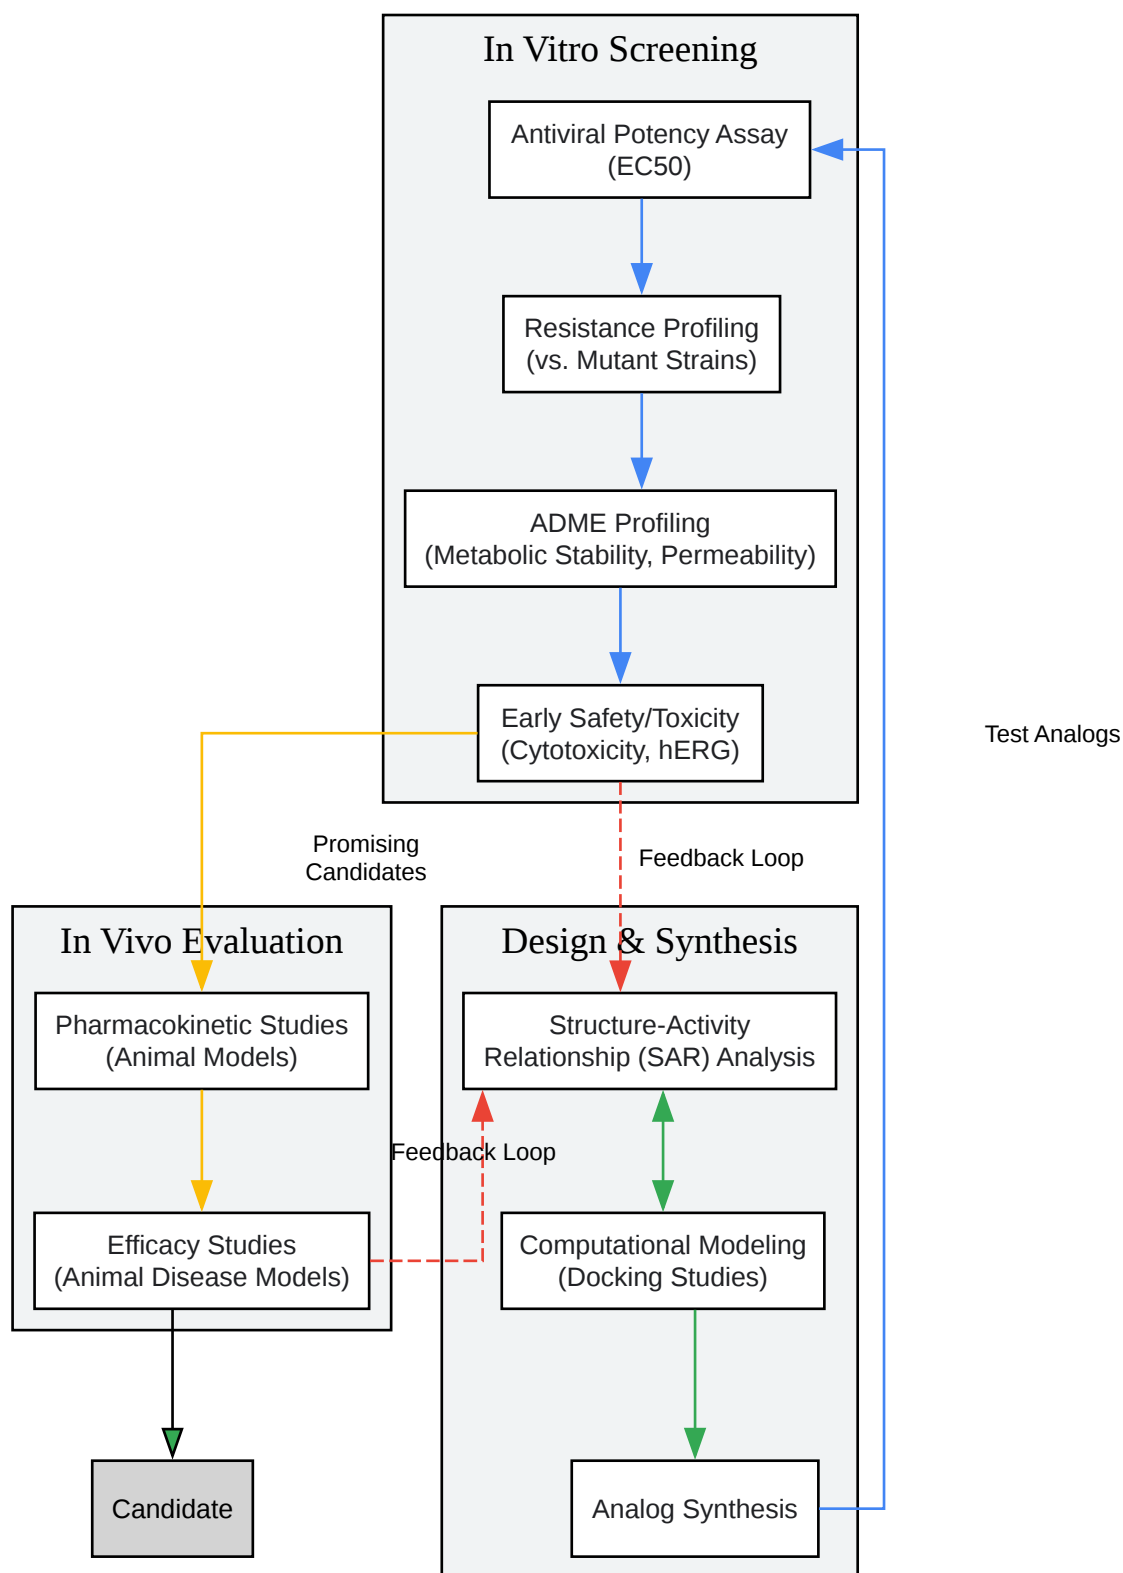 In Vitro Screening
Antiviral Potency Assay
(EC50)
Resistance Profiling
(vs. Mutant Strains)
ADME Profiling
(Metabolic Stability, Permeability)
Early Safety/Toxicity
(Cytotoxicity, hERG)
Test Analogs
Promising
Candidates
Feedback Loop
In Vivo Evaluation
Pharmacokinetic Studies
(Animal Models)
Feedback Loop
Efficacy Studies
(Animal Disease Models)
Candidate
Design & Synthesis
Structure-Activity
Relationship (SAR) Analysis
Computational Modeling
(Docking Studies)
Analog Synthesis